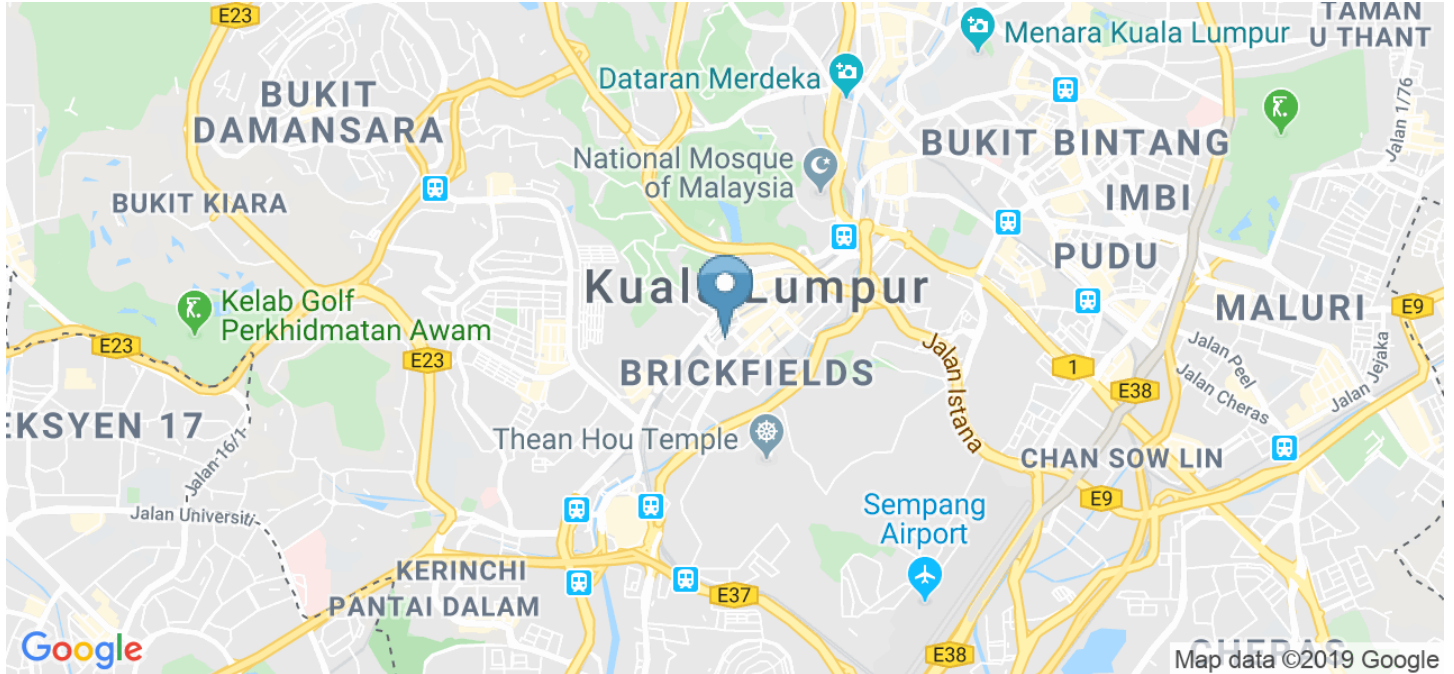 E23
TAMAN
U THANT
Menara Kuala Lumpur
Dataran Merdeka
BUKIT
DAMANSARA
Jalan 1/76
BUKIT BINTANG
National Mosque
of Malaysia
BUKIT KIARA
IMBI
PUDU
Kuala Lumpur
Kelab Golf
Perkhidmatan Awam
MALURI
E9
E23
E23
Jalan Istana
1
Jalan Peel
Jalan Cheras
Jalan Jejaka
BRICKFIELDS
E38
EKSYEN 17
Jalan 16/1
Thean Hou Temple
CHAN SOW LIN
E9
Jalan Universiti
Sempang
Airport
KERINCHI
PANTAI DALAM
E37
E38
CHERAS
Google
Map data ©2019 Google